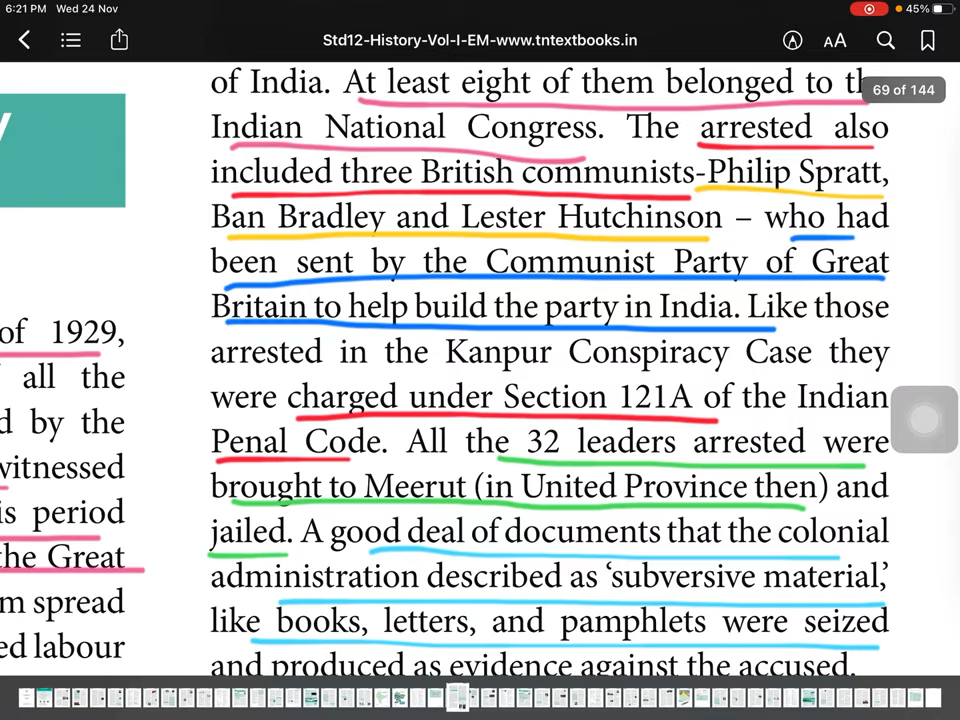 6:21 PM Wed 24 Nov
45%
Std12-History-Vol-I-EM-www.tntextbooks.in
AA
69 of 144
y
of 1929,
all the
d by the
witnessed
is period
the Great
m spread
ed labour
of India. At least eight of them belonged to
Indian National Congress. The arrested also
included three British communists-Philip Spratt,
Ban Bradley and Lester Hutchinson – who had
been sent by the Communist Party of Great
Britain to help build the party in India. Like those
arrested in the Kanpur Conspiracy Case they
were charged under Section 121A of the Indian
Penal Code. All the 32 leaders arrested were
brought to Meerut (in United Province then) and
jailed. A good deal of documents that the colonial
administration described as ‘subversive material,’
like books, letters, and pamphlets were seized
and produced as evidence against the accused.